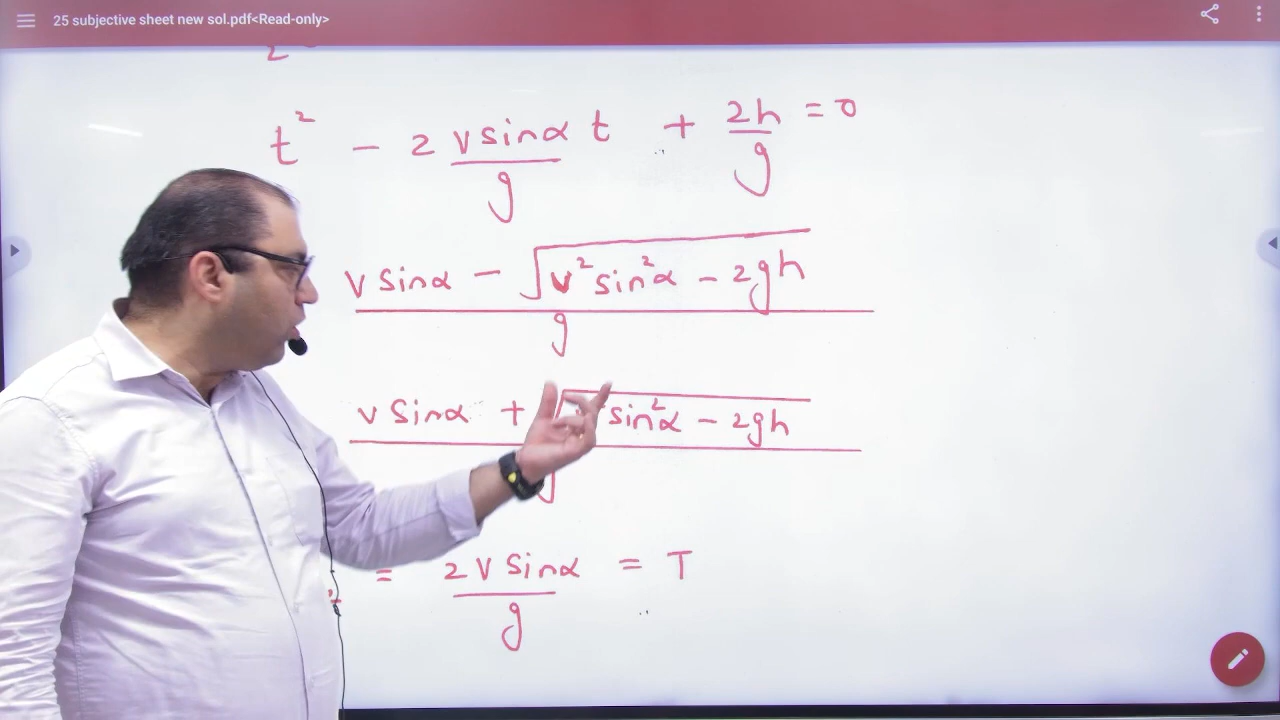 25 subjective sheet new sol.pdf<Read-only>
2
t² - 2 v sinα/g t + 2h/g = 0
v sinα - √(v² sin²α - 2gh) / g
v sinα + √( sin²α - 2gh) / g
= 2 v sinα / g = T